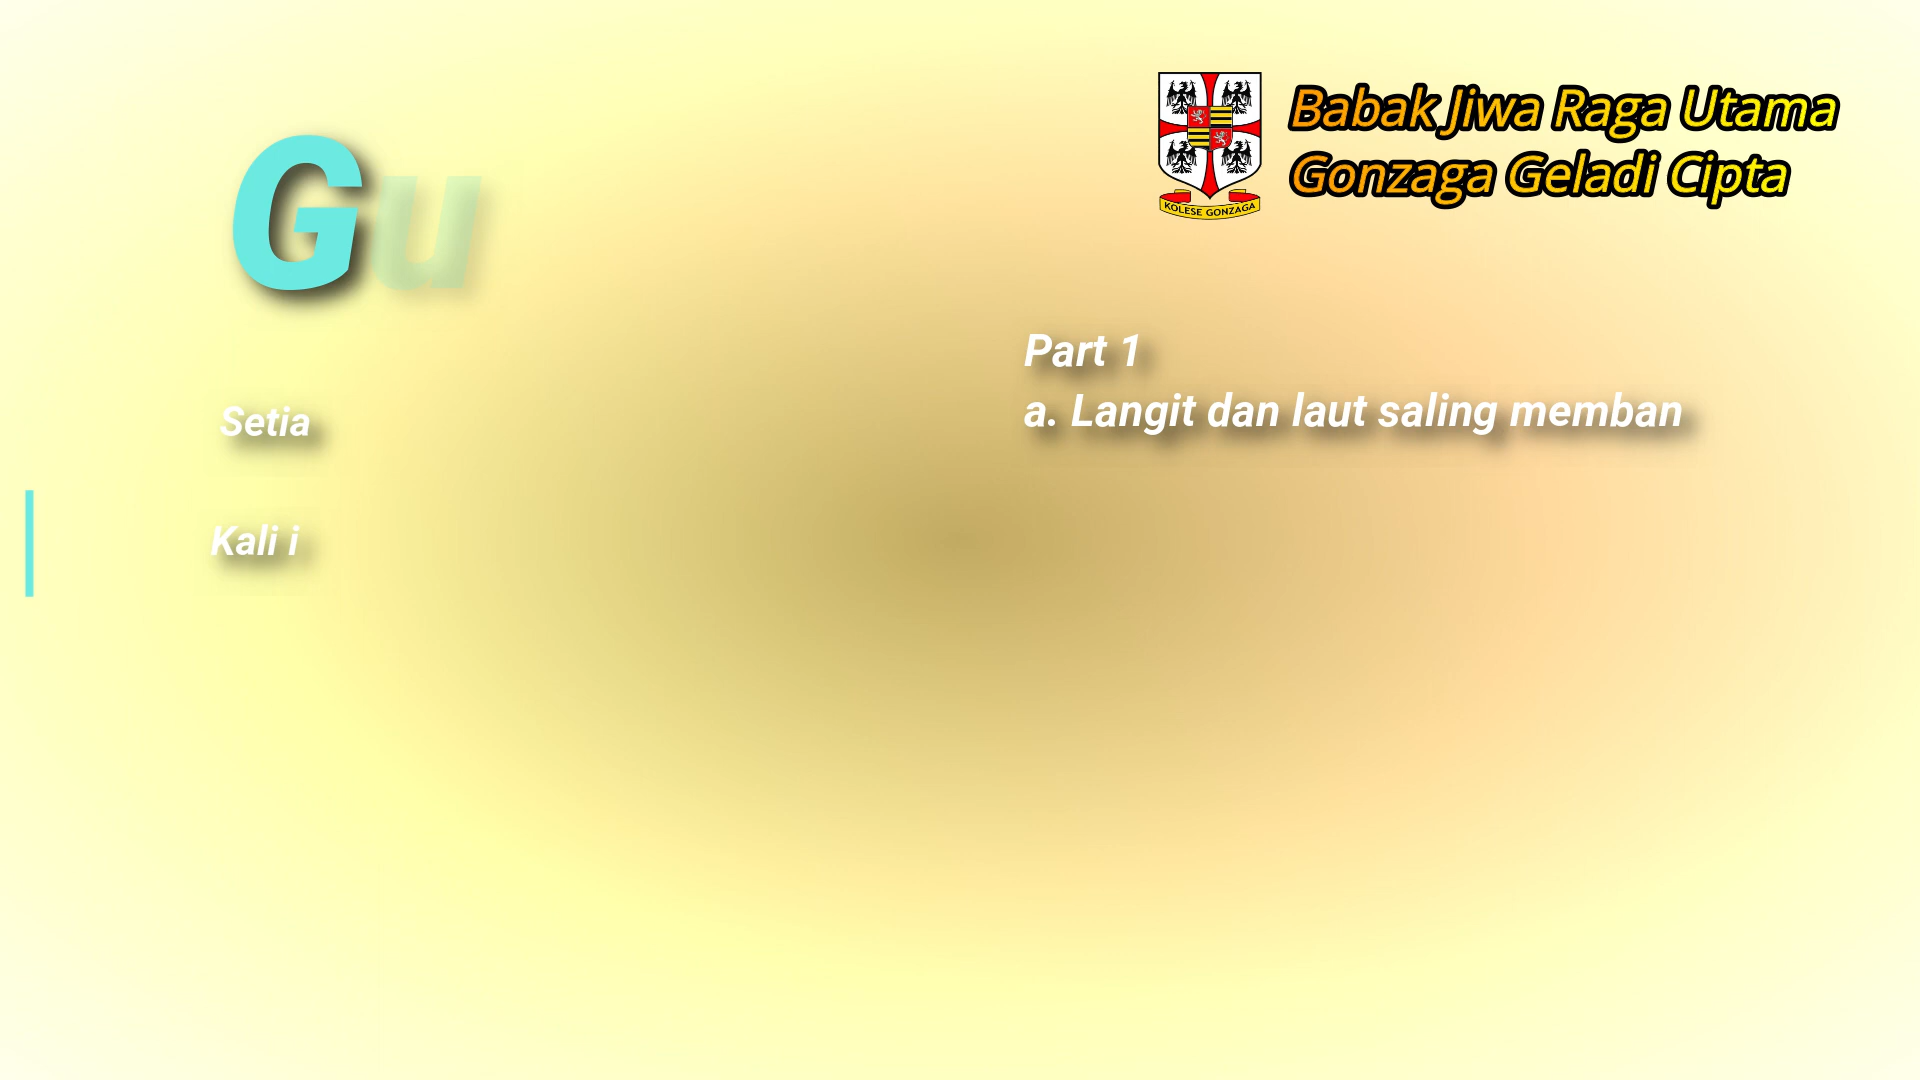 Gu
Setia
Kali i
KOLESE GONZAGA
Babak Jiwa Raga Utama
Gonzaga Geladi Cipta
Part 1
a. Langit dan laut saling memban